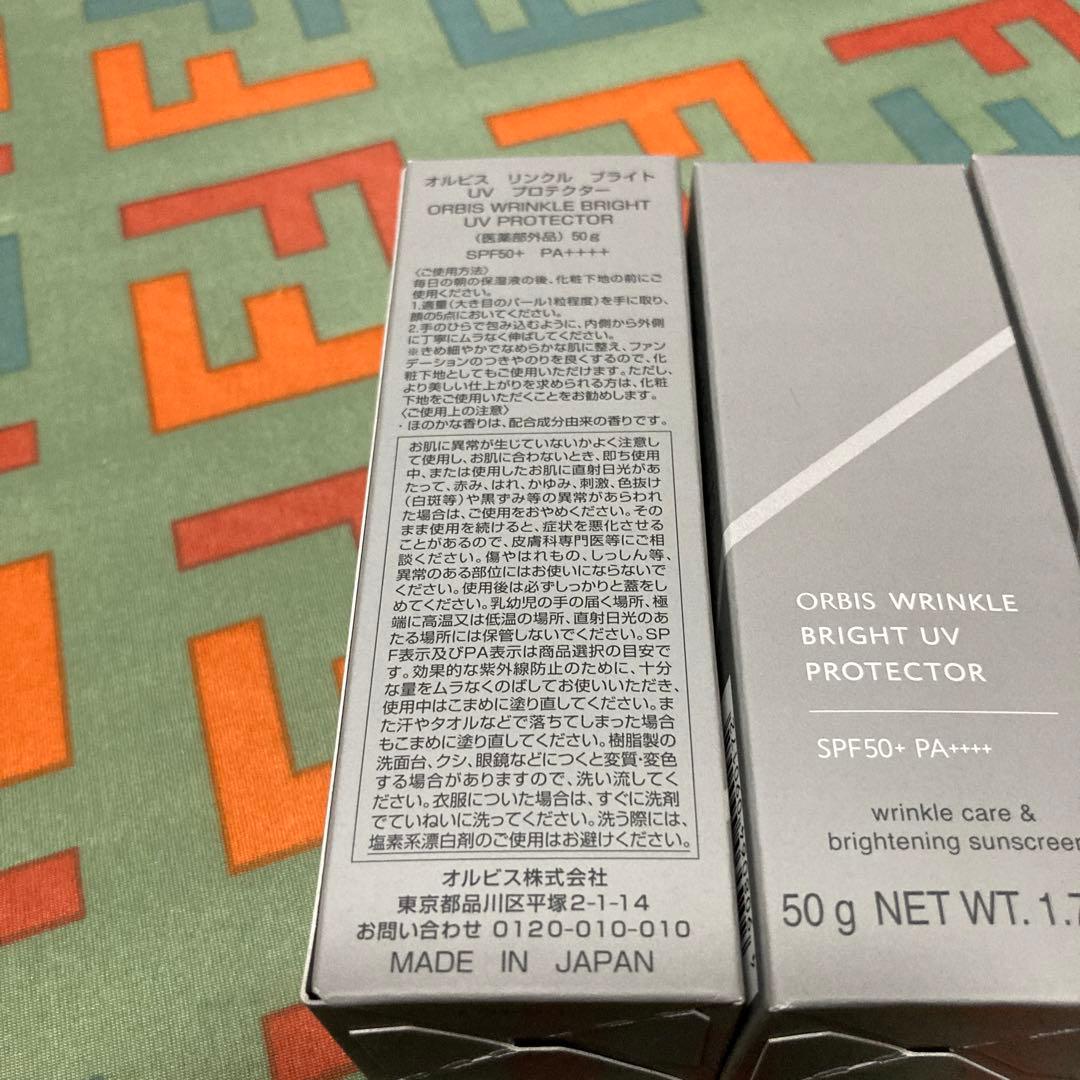 オルビス リンクル ブライト
UV プロテクター
ORBIS WRINKLE BRIGHT
UV PROTECTOR
(医薬部外品) 50g
SPF50+ PA++++
〈ご使用方法〉
毎日の朝の保湿液の後、化粧下地の前にご
使用ください。
1.適量(大き目のパール1粒程度)を手に取り、
顔の5点においてください。
2.手のひらで包み込むように、内側から外側
に丁寧にムラなく伸ばしてください。
※きめ細やかでなめらかな肌に整え、ファン
デーションのつきやのりを良くするので、化
粧下地としてもご使用いただけます。ただし、
より美しい仕上がりを求められる方は、化粧
下地をご使用いただくことをお勧めします。
〈ご使用上の注意〉
・ほのかな香りは、配合成分由来の香りです。
お肌に異常が生じていないかよく注意し
て使用し、お肌に合わないとき、即ち使用
中、または使用したお肌に直射日光があ
たって、赤み、はれ、かゆみ、刺激、色抜け
(白斑等)や黒ずみ等の異常があらわれ
た場合は、ご使用をおやめください。その
まま使用を続けると、症状を悪化させる
ことがあるので、皮膚科専門医等にご相
談ください。傷やはれもの、しっしん等、
異常のある部位にはお使いにならないで
ください。使用後は必ずしっかりと蓋をし
めてください。乳幼児の手の届く場所、極
端に高温又は低温の場所、直射日光のあ
たる場所には保管しないでください。SP
F表示及びPA表示は商品選択の目安で
す。効果的な紫外線防止のために、十分
な量をムラなくのばしてお使いいただき、
使用中はこまめに塗り直してください。ま
た汗やタオルなどで落ちてしまった場合
もこまめに塗り直してください。樹脂製の
洗面台、クシ、眼鏡などにつくと変質・変色
する場合がありますので、洗い流してく
ださい。衣服についた場合は、すぐに洗剤
でていねいに洗ってください。洗う際には、
塩素系漂白剤のご使用はお避けください。
オルビス株式会社
東京都品川区平塚2-1-14
お問い合わせ 0120-010-010
MADE IN JAPAN
ORBIS WRINKLE
BRIGHT UV
PROTECTOR
SPF50+ PA++++
wrinkle care &
brightening sunscreen
50 g NET WT. 1.7